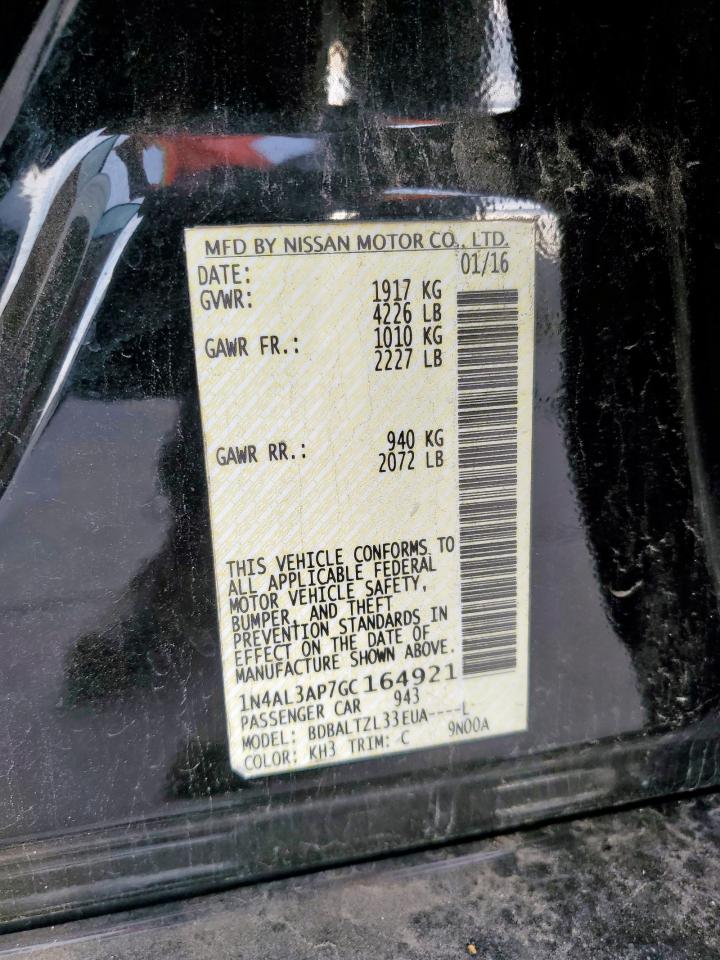 MFD BY NISSAN MOTOR CO., LTD.
DATE: 01/16
GVWR: 1917 KG
4226 LB
GAWR FR.: 1010 KG
2227 LB
GAWR RR.: 940 KG
2072 LB
THIS VEHICLE CONFORMS TO
ALL APPLICABLE FEDERAL
MOTOR VEHICLE SAFETY,
BUMPER, AND THEFT
PREVENTION STANDARDS IN
EFFECT ON THE DATE OF
MANUFACTURE SHOWN ABOVE.
1N4AL3AP7GC164921
PASSENGER CAR 943
MODEL: BDBALTZL33EUA----L-
COLOR: KH3 TRIM: C 9N00A